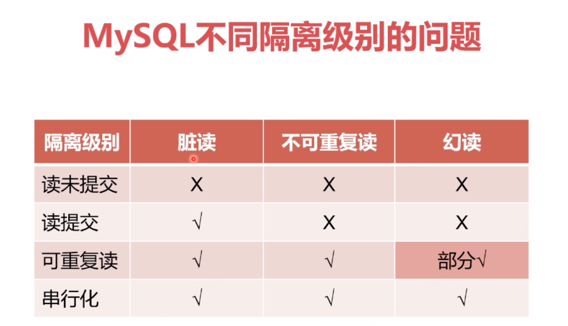 MySQL不同隔离级别的问题
隔离级别 脏读 不可重复读 幻读
读未提交 X X X
读提交 √ X X
可重复读 √ √ 部分√
串行化 √ √ √